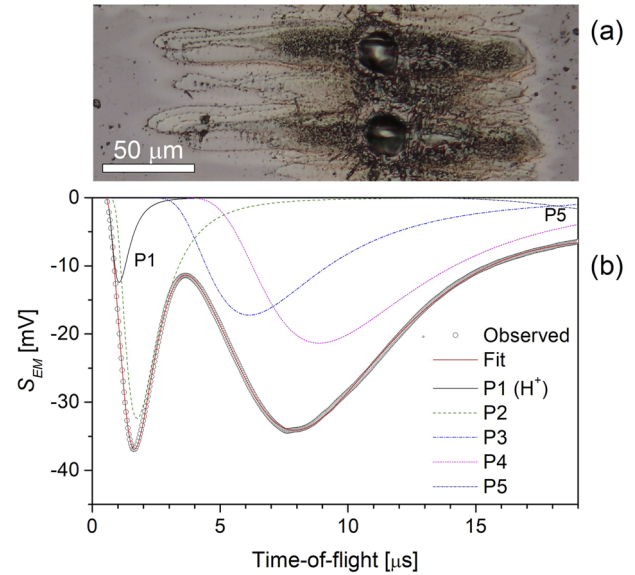 (a)
50 μm
0
P1
P5
(b)
-10
-20
-30
-40
S_EM [mV]
Observed
Fit
P1 (H⁺)
P2
P3
P4
P5
0 5 10 15
Time-of-flight [μs]